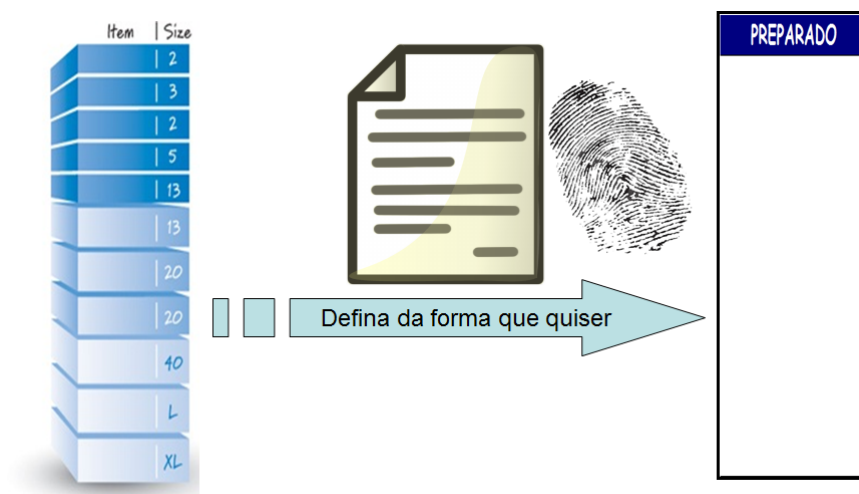 Item | Size
2
3
2
5
13
13
20
20
40
L
XL
Defina da forma que quiser
PREPARADO